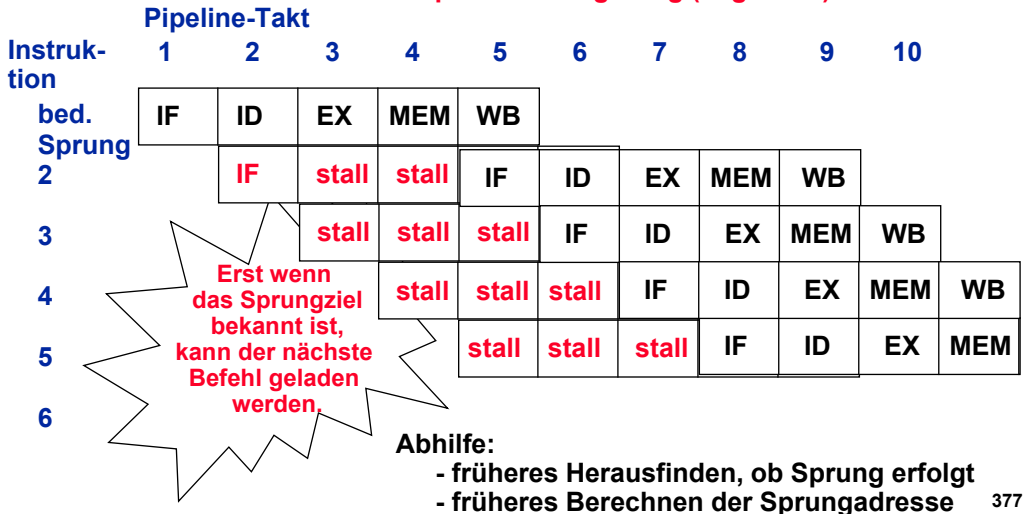 Pipeline-Takt
Instruk-
tion
1 2 3 4 5 6 7 8 9 10
bed.
Sprung
IF ID EX MEM WB
2 IF stall stall IF ID EX MEM WB
3 stall stall stall IF ID EX MEM WB
4 stall stall stall IF ID EX MEM WB
5 stall stall stall IF ID EX MEM
6
Erst wenn
das Sprungziel
bekannt ist,
kann der nächste
Befehl geladen
werden.
Abhilfe:
- früheres Herausfinden, ob Sprung erfolgt
- früheres Berechnen der Sprungadresse
377